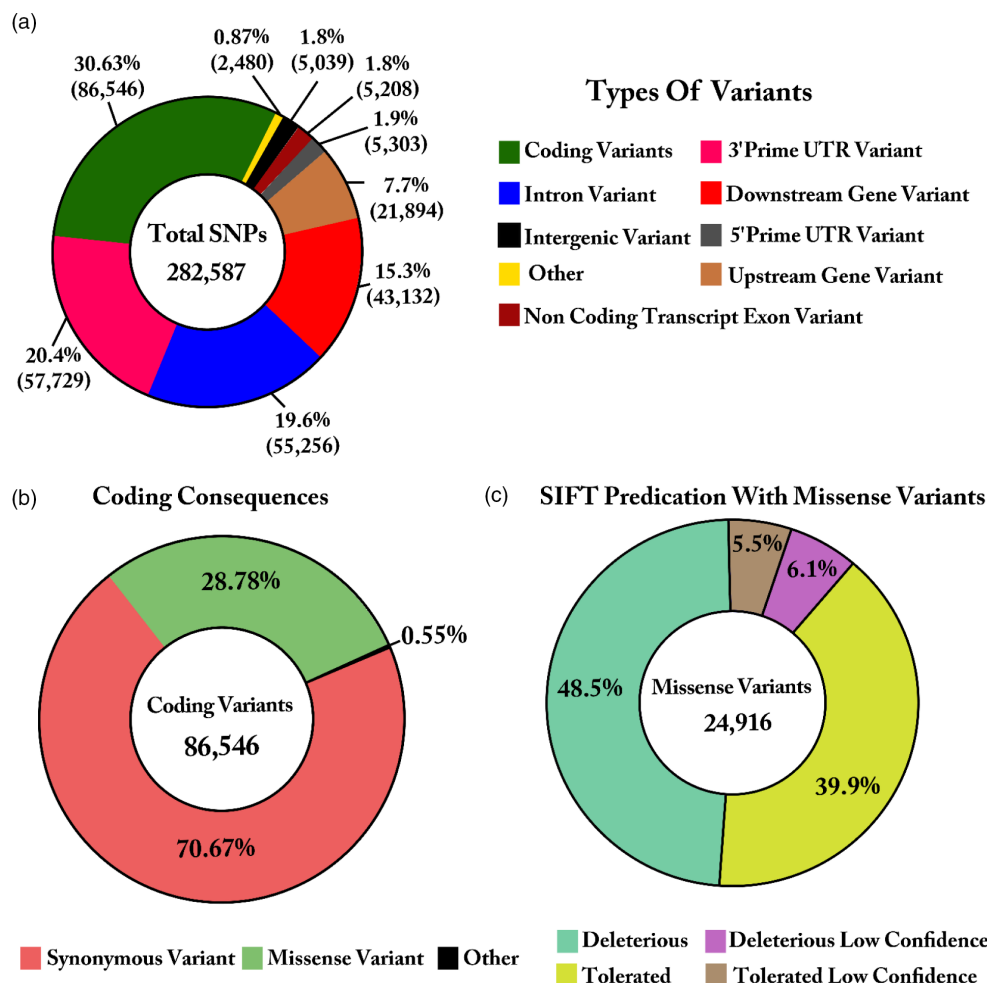 (a)
0.87%
(2,480)
1.8%
(5,039)
1.8%
(5,208)
1.9%
(5,303)
7.7%
(21,894)
15.3%
(43,132)
19.6%
(55,256)
20.4%
(57,729)
30.63%
(86,546)
Total SNPs
282,587
Types Of Variants
Coding Variants
3'Prime UTR Variant
Intron Variant
Downstream Gene Variant
Intergenic Variant
5'Prime UTR Variant
Other
Upstream Gene Variant
Non Coding Transcript Exon Variant
(b)
Coding Consequences
28.78%
0.55%
Coding Variants
86,546
70.67%
Synonymous Variant
Missense Variant
Other
(c)
SIFT Predication With Missense Variants
5.5%
6.1%
48.5%
Missense Variants
24,916
39.9%
Deleterious
Deleterious Low Confidence
Tolerated
Tolerated Low Confidence